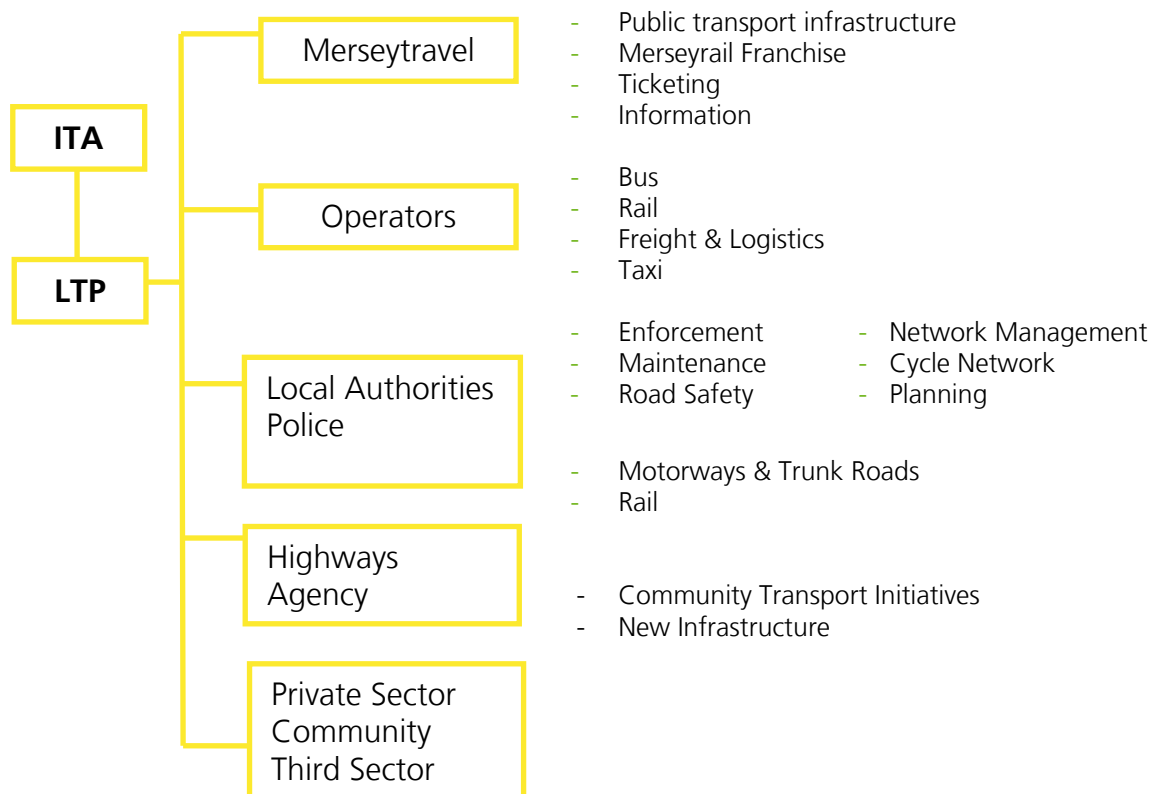 ITA
LTP
Merseytravel
- Public transport infrastructure
- Merseyrail Franchise
- Ticketing
- Information
Operators
- Bus
- Rail
- Freight & Logistics
- Taxi
Local Authorities
Police
- Enforcement - Network Management
- Maintenance - Cycle Network
- Road Safety - Planning
Highways
Agency
- Motorways & Trunk Roads
- Rail
Private Sector
Community
Third Sector
- Community Transport Initiatives
- New Infrastructure